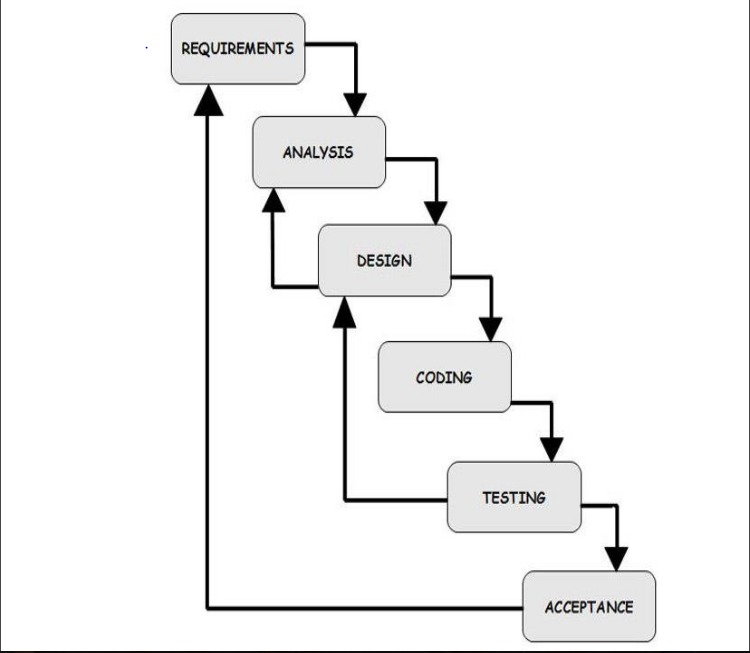 REQUIREMENTS
ANALYSIS
DESIGN
CODING
TESTING
ACCEPTANCE